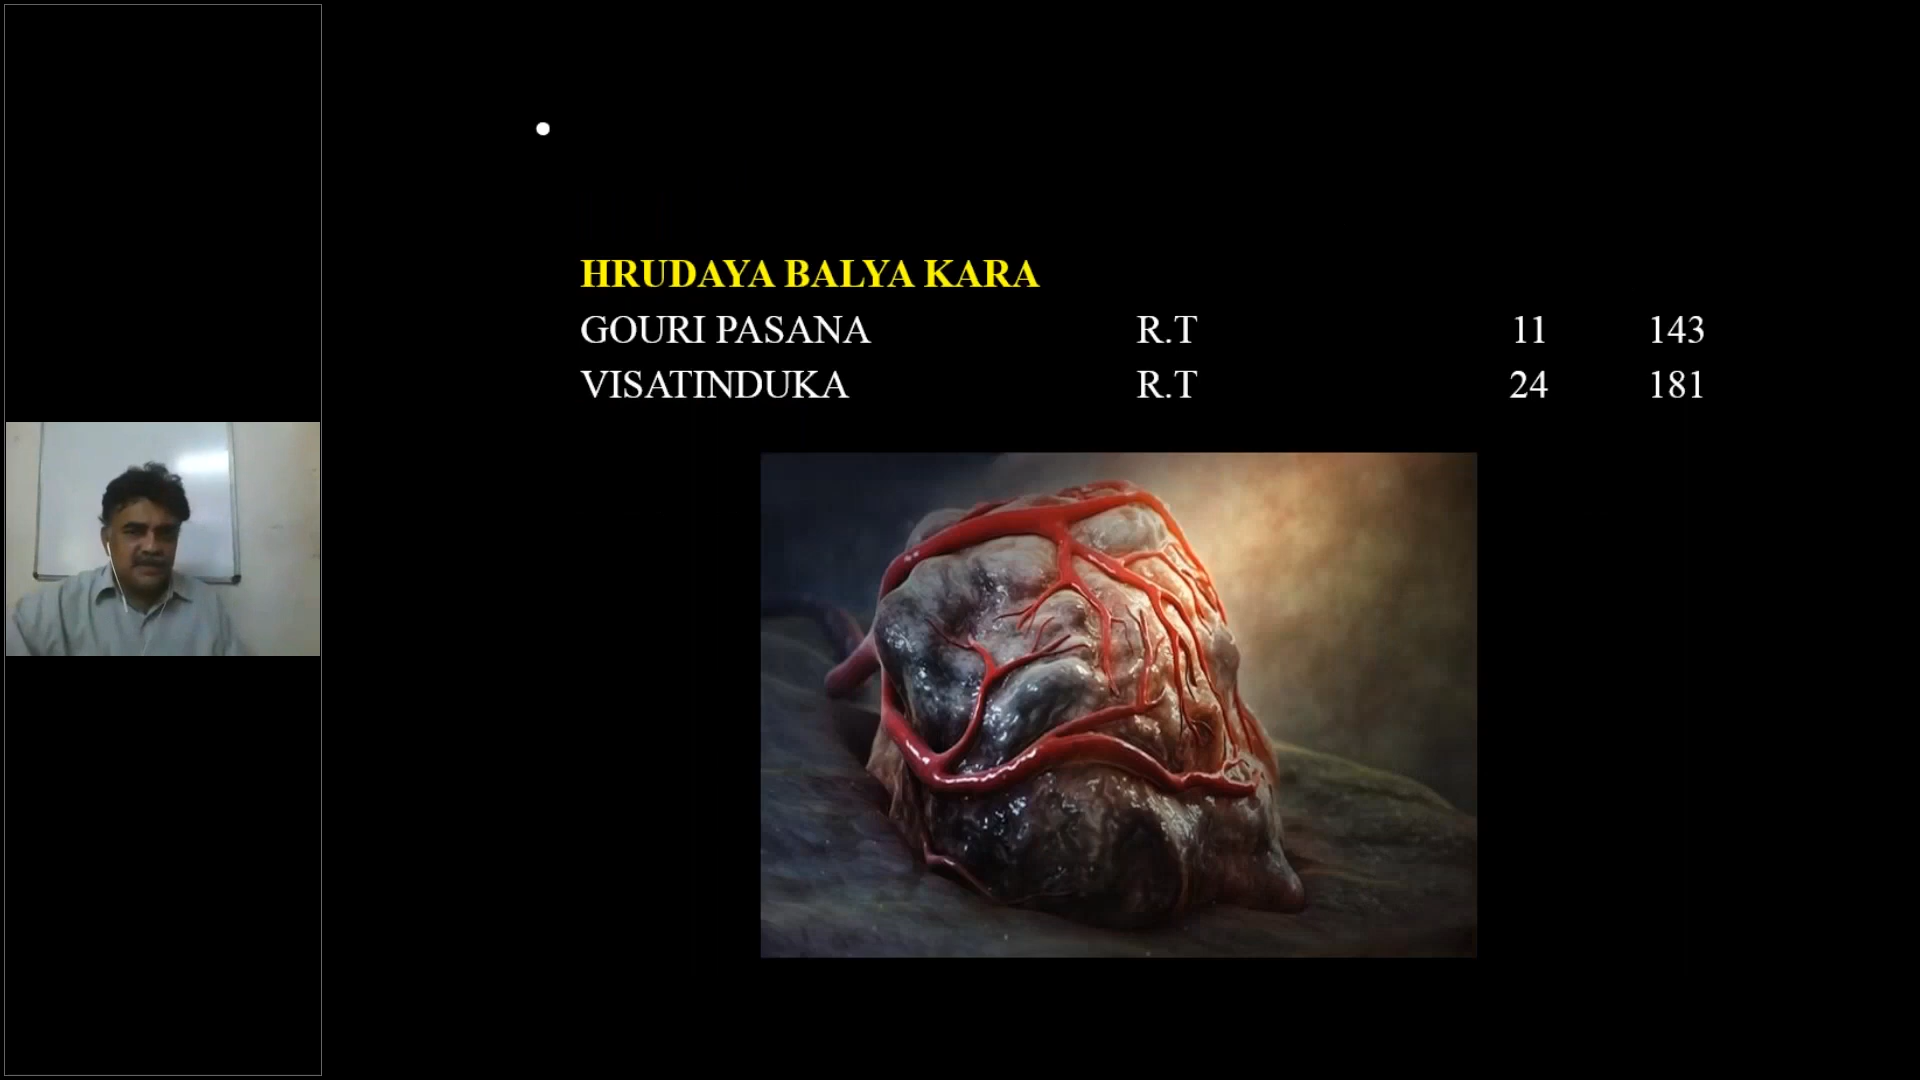 HRUDAYA BALYA KARA
GOURI PASANA R.T 11 143
VISATINDUKA R.T 24 181